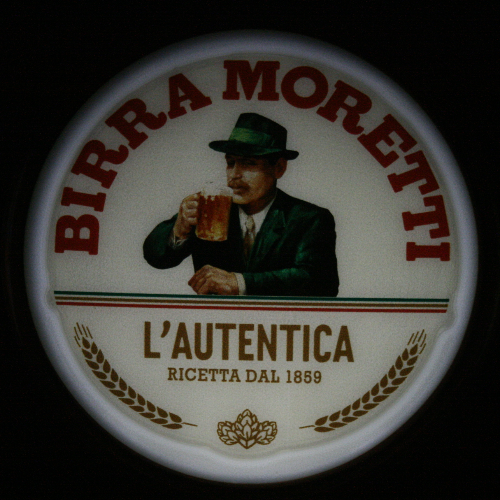 BIRRA MORETTI
L'AUTENTICA
RICETTA DAL 1859